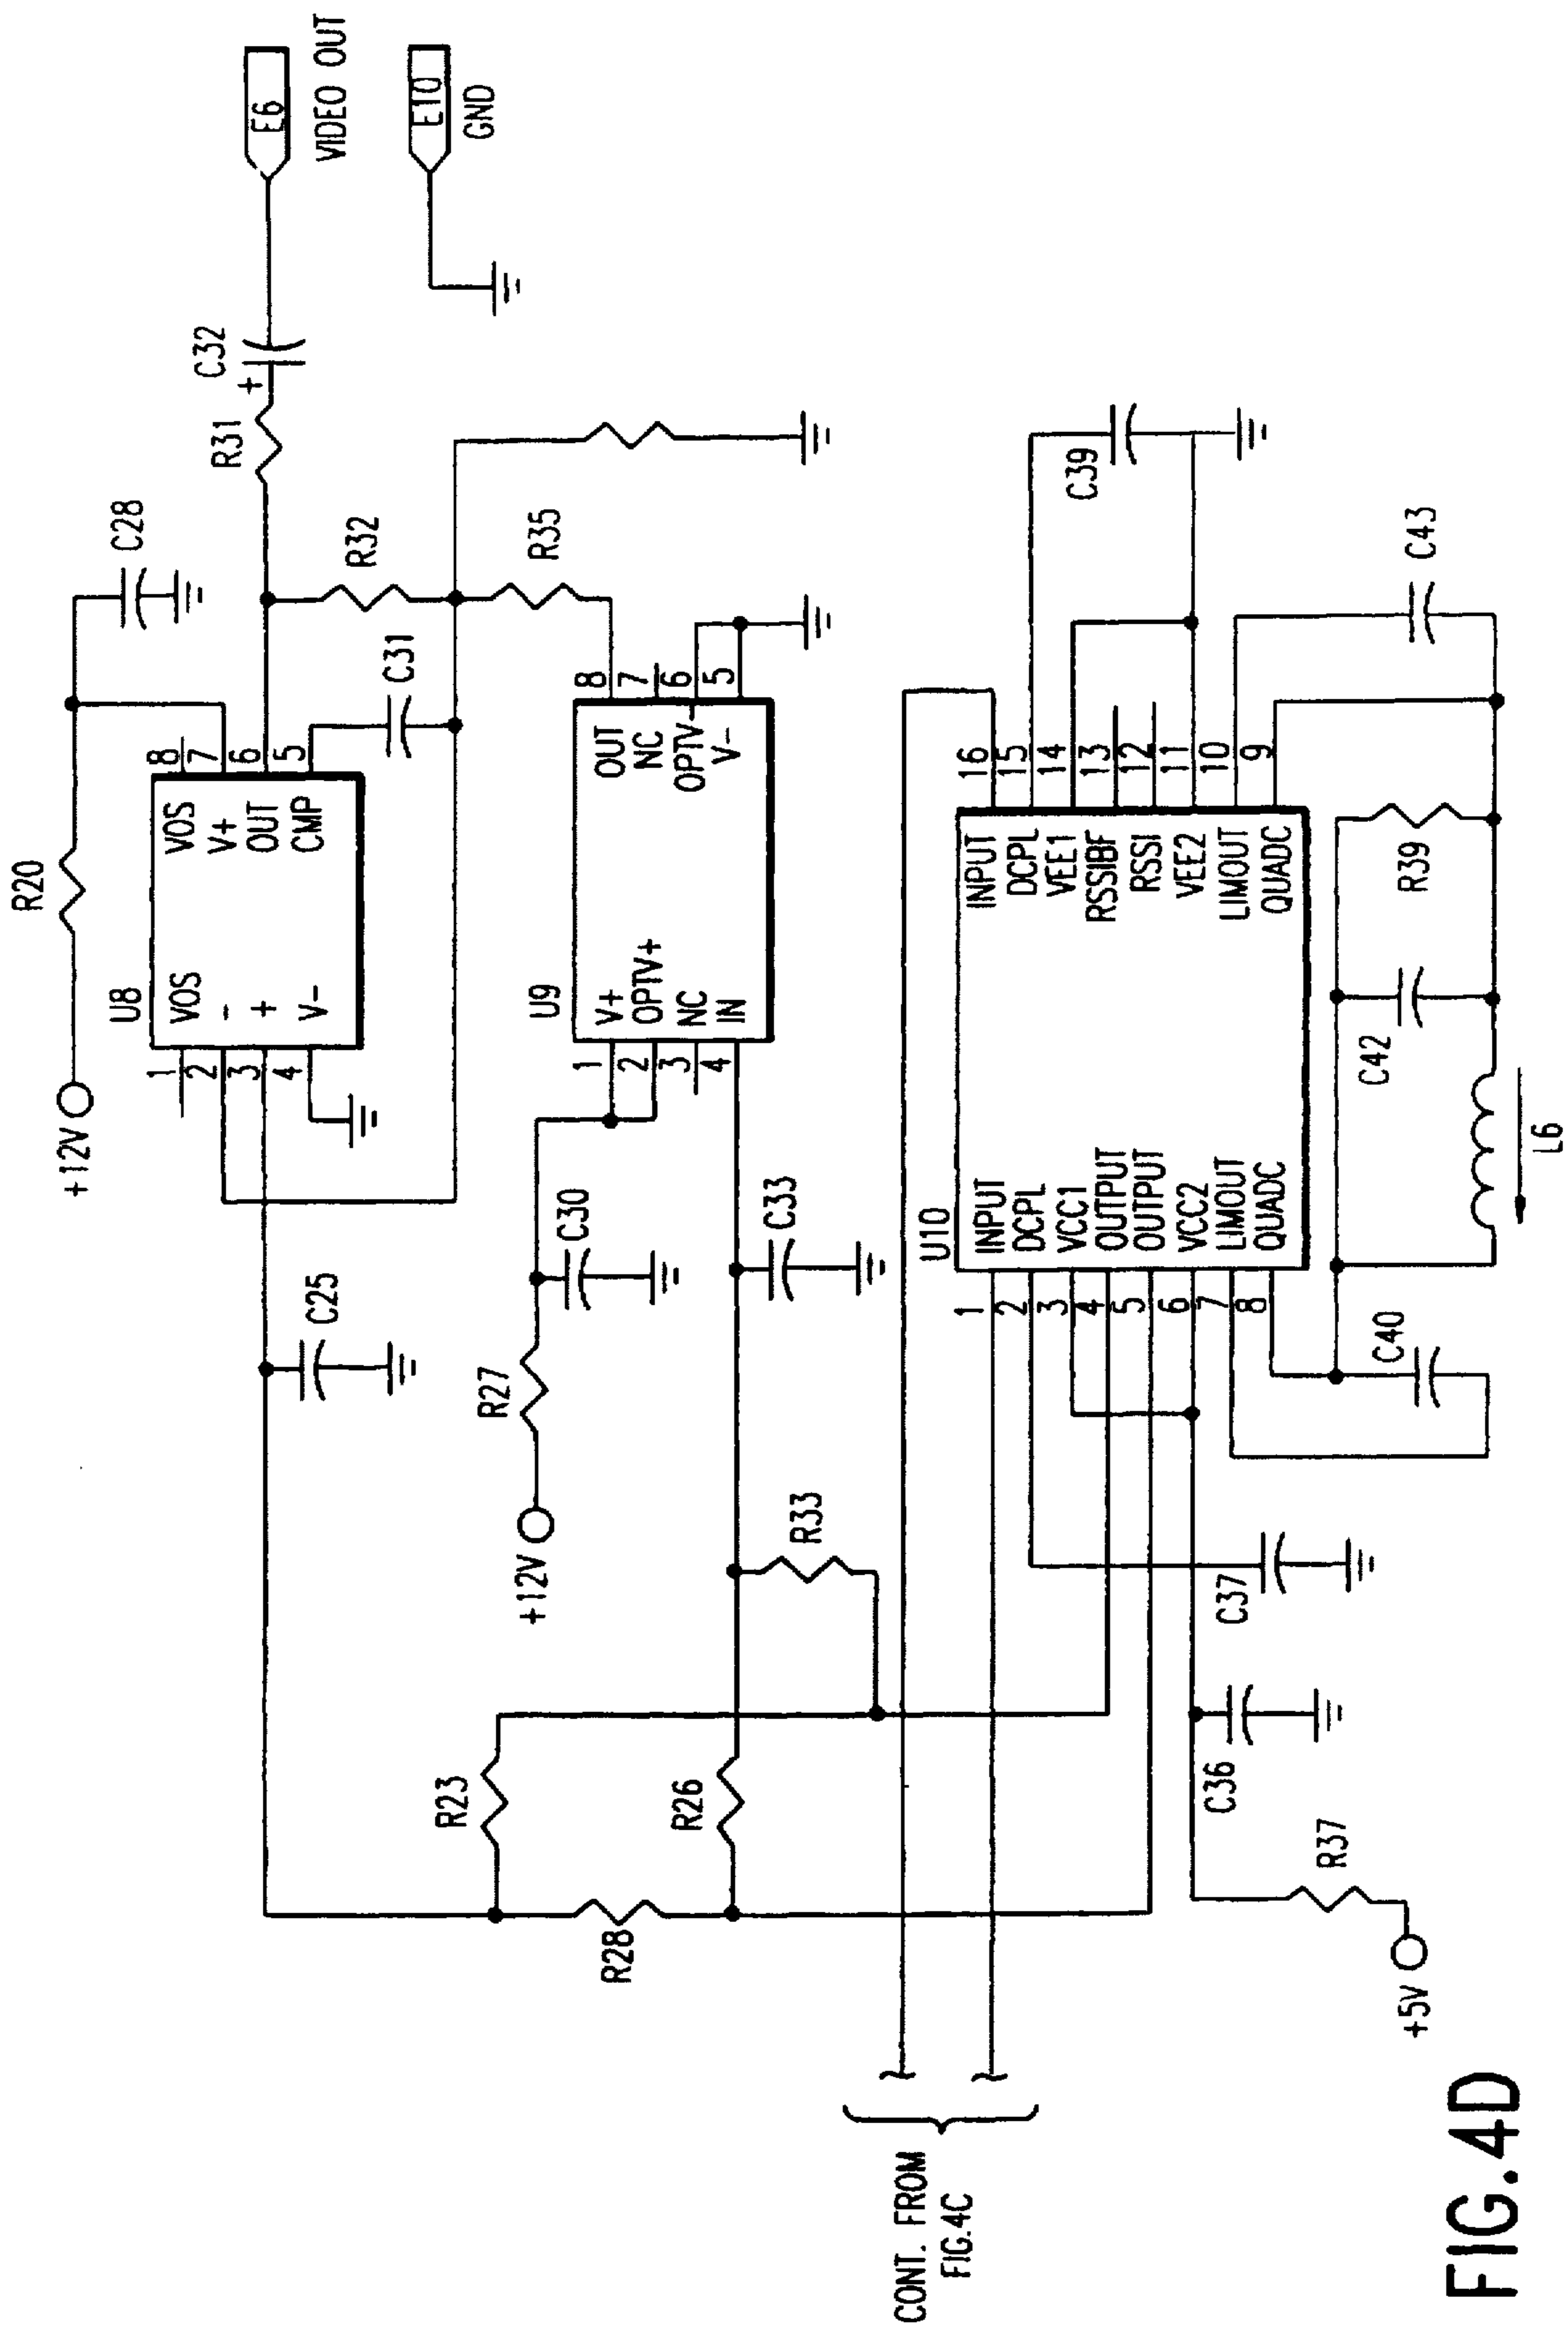 R20
+12V
C28
U8
VOS
-
+
V-
VOS
V+
OUT
CMP
1
2
3
4
8
7
6
5
R31
+
C32
E6
VIDEO OUT
E10
GND
R32
C31
R35
C25
U9
V+
OPTV+
NC
IN
OUT
NC
OPTV-
V-
1
2
3
4
8
7
6
5
+12V
R27
C30
C33
R23
R33
R26
R28
U10
INPUT
DCPL
VCC1
OUTPUT
OUTPUT
VCC2
LIMOUT
QUADC
INPUT
DCPL
VEE1
RSSIBF
RSSI
VEE2
LIMOUT
QUADC
1
2
3
4
5
6
7
8
16
15
14
13
12
11
10
9
C39
C43
CONT. FROM
FIG.4C
C36
C37
C40
C42
R39
R37
+5V
L6
FIG.4D